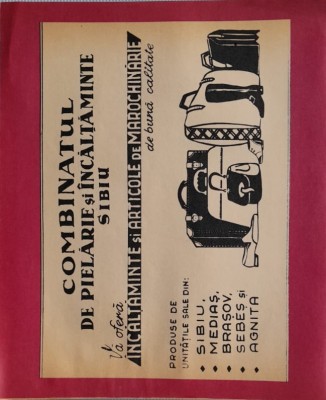 COMBINATUL
DE PIELĂRIE și ÎNCĂLȚĂMINTE
SIBIU
Vă oferă
ÎNCĂLȚĂMINTE și ARTICOLE DE MAROCHINĂRIE
de bună calitate
PRODUSE DE
UNITĂȚILE SALE DIN:
SIBIU,
MEDIAȘ,
BRAȘOV,
SEBEȘ și
AGNITA